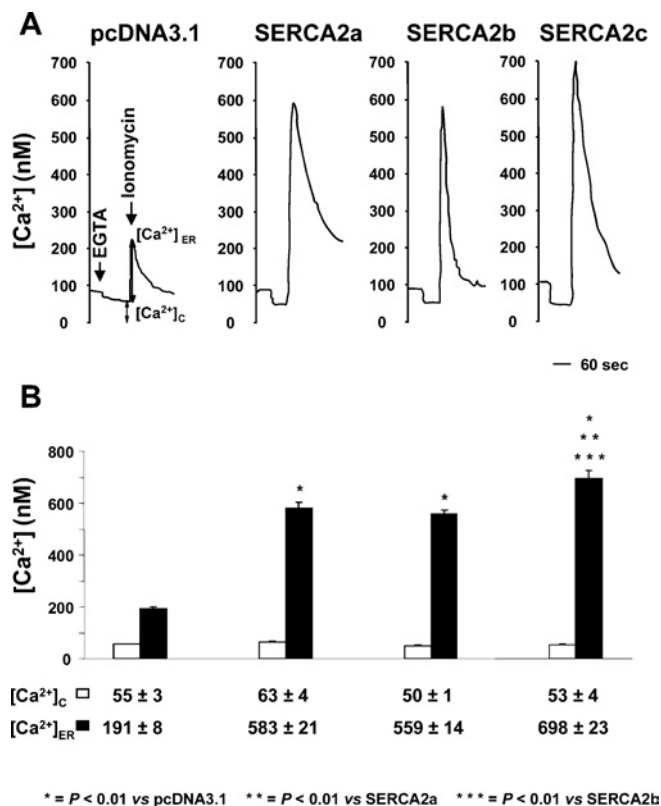 A
pcDNA3.1 SERCA2a SERCA2b SERCA2c
[Ca²⁺] (nM)
700 700 700 700
600 600 600 600
500 500 500 500
400 400 400 400
300 300 300 300
200 200 200 200
100 100 100 100
0 0 0 0
EGTA
Ionomycin
[Ca²⁺]ER
[Ca²⁺]C
60 sec
B
[Ca²⁺] (nM)
800
600
400
200
0
*
*
*
* *
* * *
[Ca²⁺]C 55 ± 3 63 ± 4 50 ± 1 53 ± 4
[Ca²⁺]ER 191 ± 8 583 ± 21 559 ± 14 698 ± 23
* = P < 0.01 vs pcDNA3.1 * * = P < 0.01 vs SERCA2a * * * = P < 0.01 vs SERCA2b